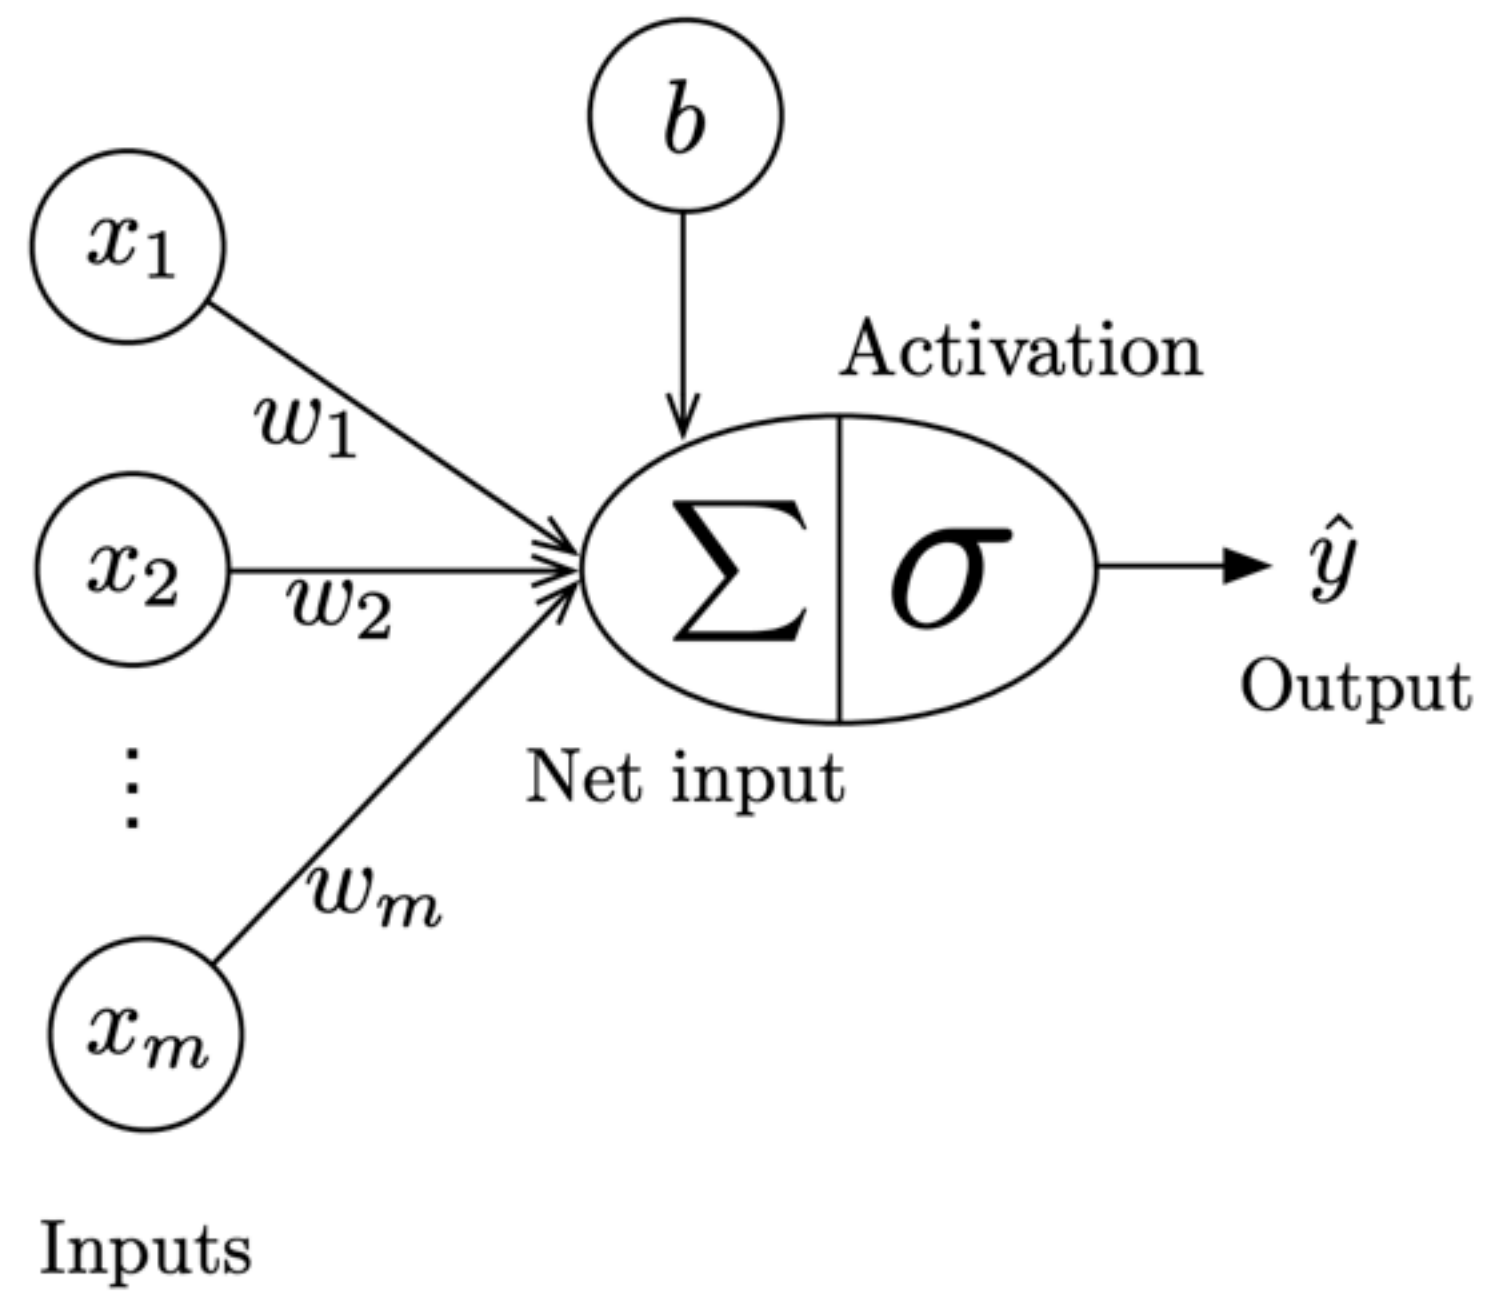 b
x₁
Activation
w₁
x₂
w₂
∑
σ
ŷ
Output
Net input
⋮
wₘ
xₘ
Inputs